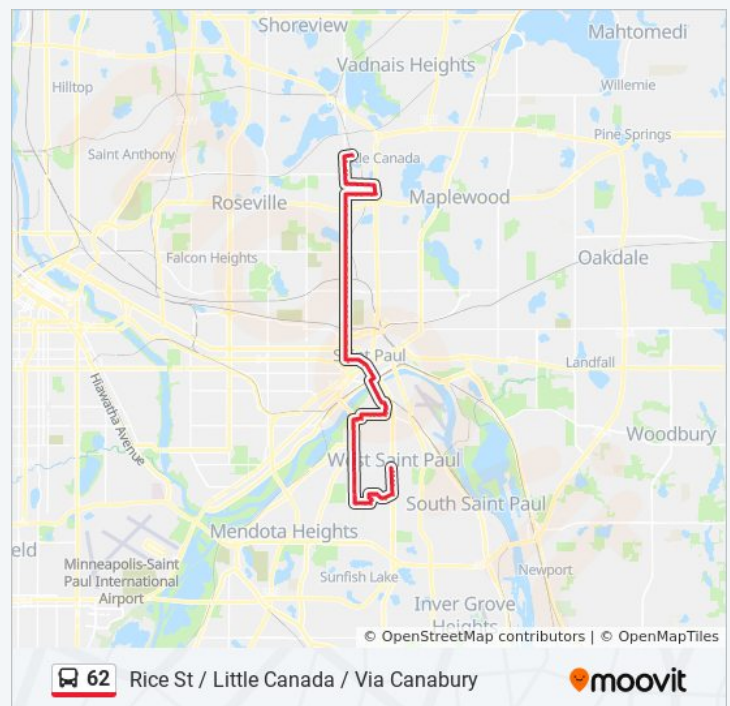 Shoreview
Mahtomedi
Vadnais Heights
Hilltop
Willernie
Pine Springs
Saint Anthony
le Canada
Roseville
Maplewood
Falcon Heights
Oakdale
Saint Paul
Landfall
Hiawatha Avenue
Woodbury
West Saint Paul
South Saint Paul
Mendota Heights
eld
Minneapolis-Saint
Paul International
Airport
Newport
Sunfish Lake
Inver Grove
Heights
© OpenStreetMap contributors | © OpenMapTiles
62 Rice St / Little Canada / Via Canabury
moovit